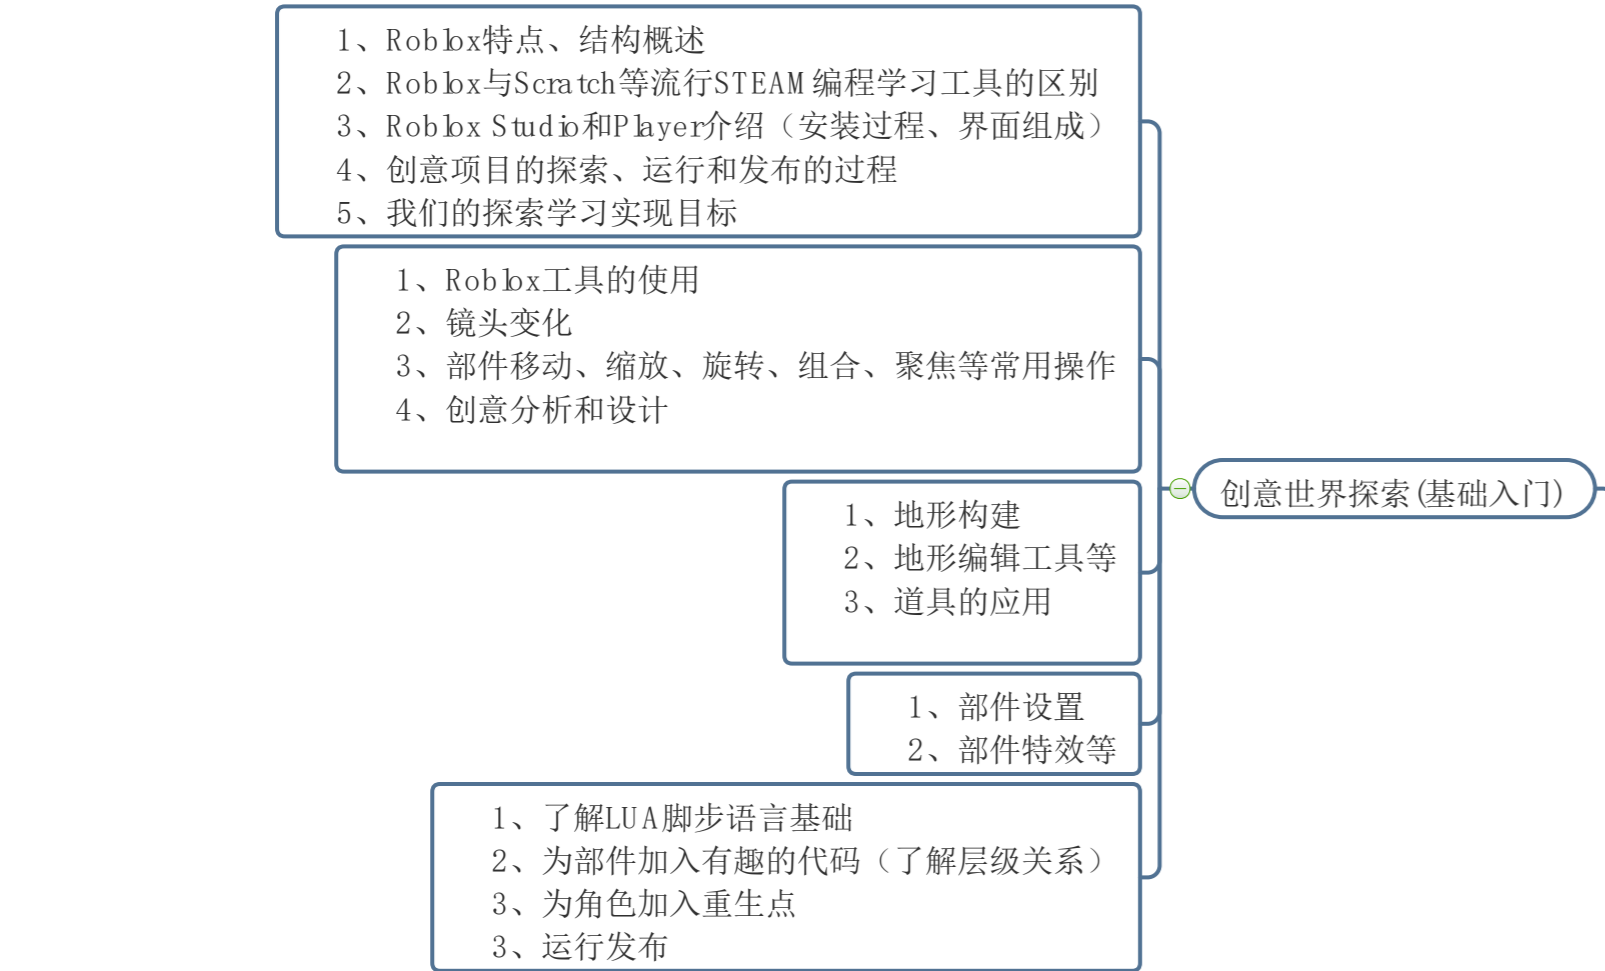 1、Roblox特点、结构概述
2、Roblox与Scratch等流行STEAM编程学习工具的区别
3、Roblox Studio和Player介绍（安装过程、界面组成）
4、创意项目的探索、运行和发布的过程
5、我们的探索学习实现目标
1、Roblox工具的使用
2、镜头变化
3、部件移动、缩放、旋转、组合、聚焦等常用操作
4、创意分析和设计
创意世界探索(基础入门)
1、地形构建
2、地形编辑工具等
3、道具的应用
1、部件设置
2、部件特效等
1、了解LUA脚步语言基础
2、为部件加入有趣的代码（了解层级关系）
3、为角色加入重生点
3、运行发布